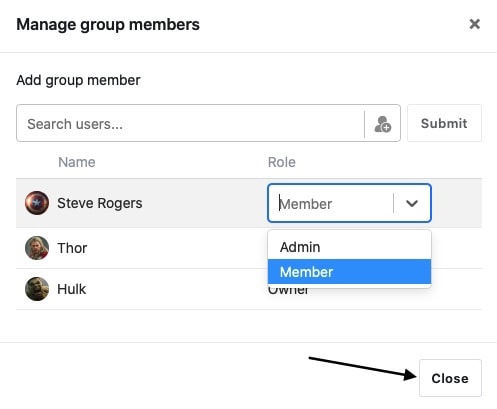 Manage group members
×
Add group member
Search users... Submit
Name Role
Steve Rogers Member
Thor
Admin
Member
Hulk Owner
Close